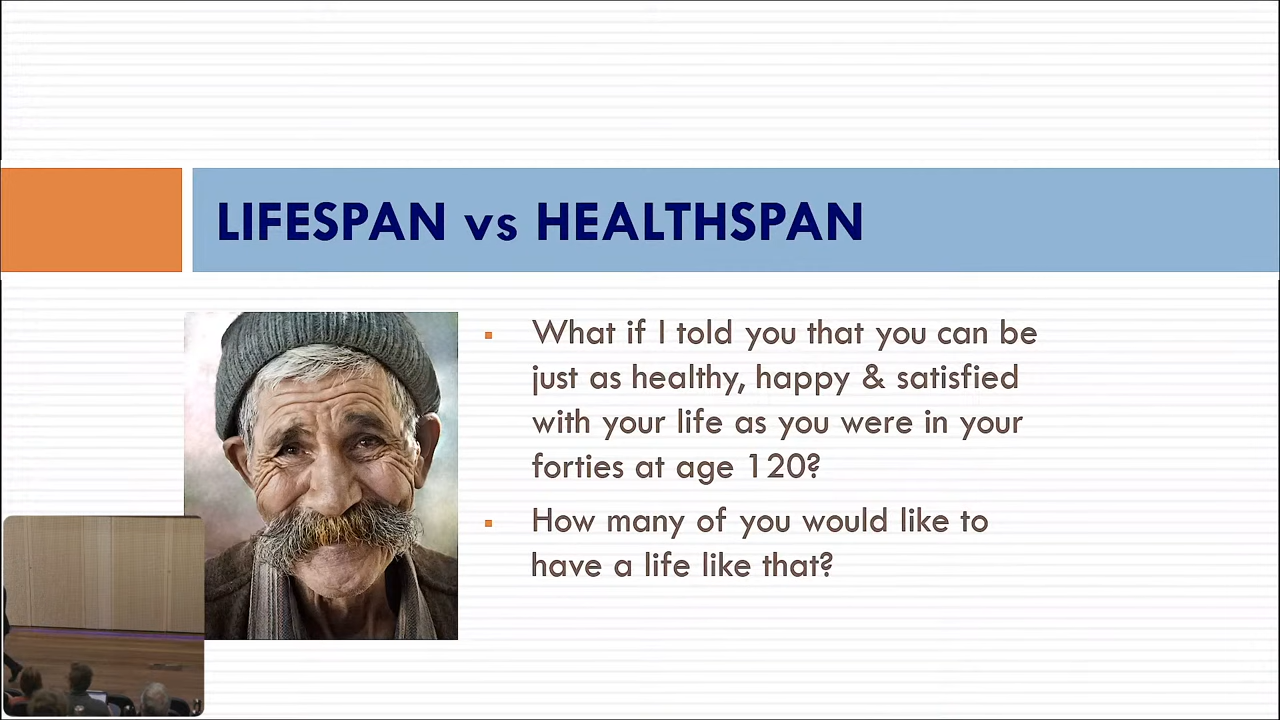 LIFESPAN vs HEALTHSPAN
What if I told you that you can be
just as healthy, happy & satisfied
with your life as you were in your
forties at age 120?
How many of you would like to
have a life like that?